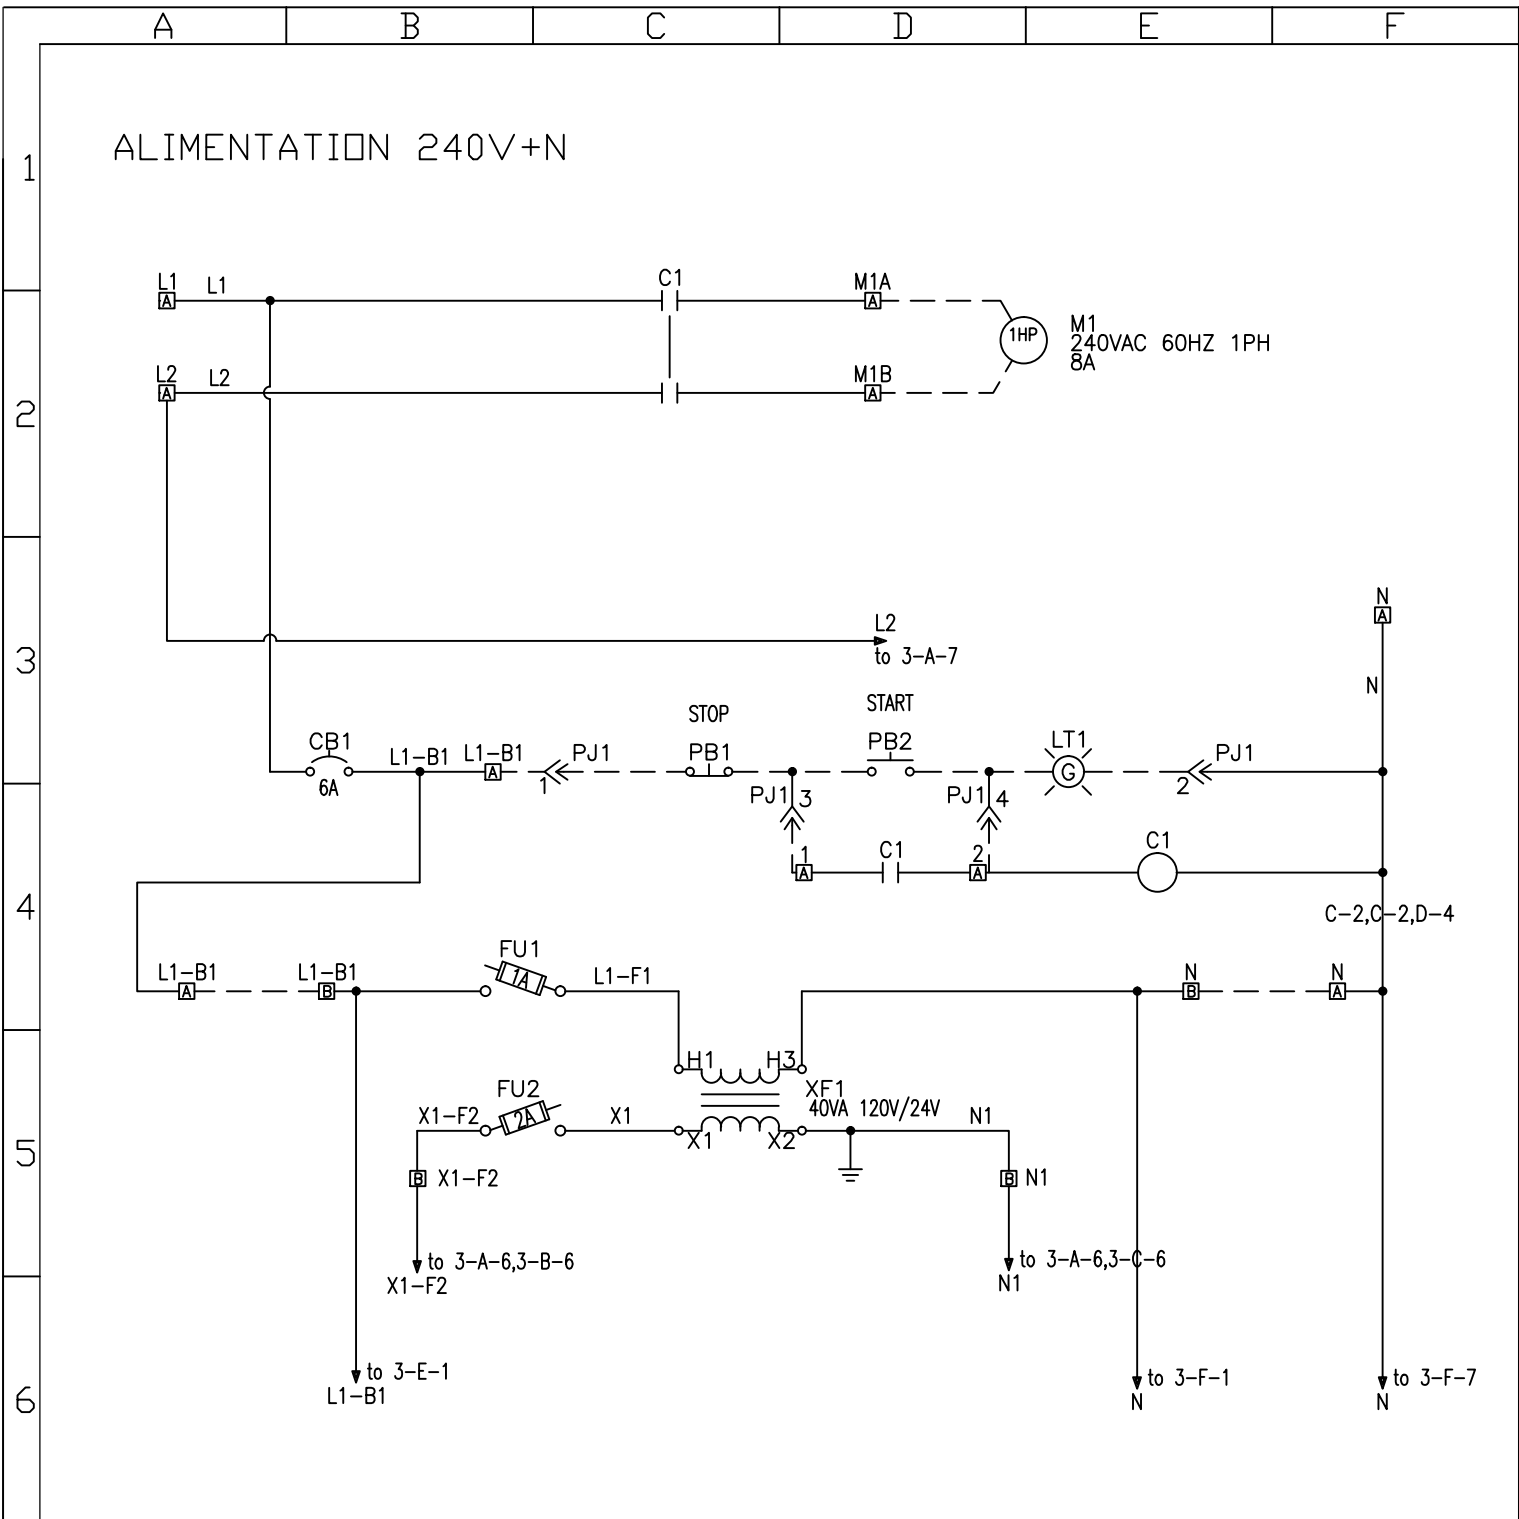 A B C D E F
1
ALIMENTATION 240V+N
L1 L1 C1 M1A
A A
1HP
M1
240VAC 60HZ 1PH
8A
2
L2 L2 M1B
A A
N
A
3
L2
to 3-A-7
N
STOP START
CB1 L1-B1 L1-B1 PJ1 PB1 PB2 LT1 PJ1
A G
6A 1 2
PJ1 3 PJ1 4
1 C1 2 C1
A A
4
C-2,C-2,D-4
L1-B1 L1-B1 FU1 L1-F1 N N
A B 1A B A
H1 H3
XF1
40VA 120V/24V
FU2
X1-F2 2A X1 N1
X1 X2
5
B X1-F2 B N1
to 3-A-6,3-B-6 to 3-A-6,3-C-6
X1-F2 N1
to 3-E-1 to 3-F-1 to 3-F-7
L1-B1 N N
6